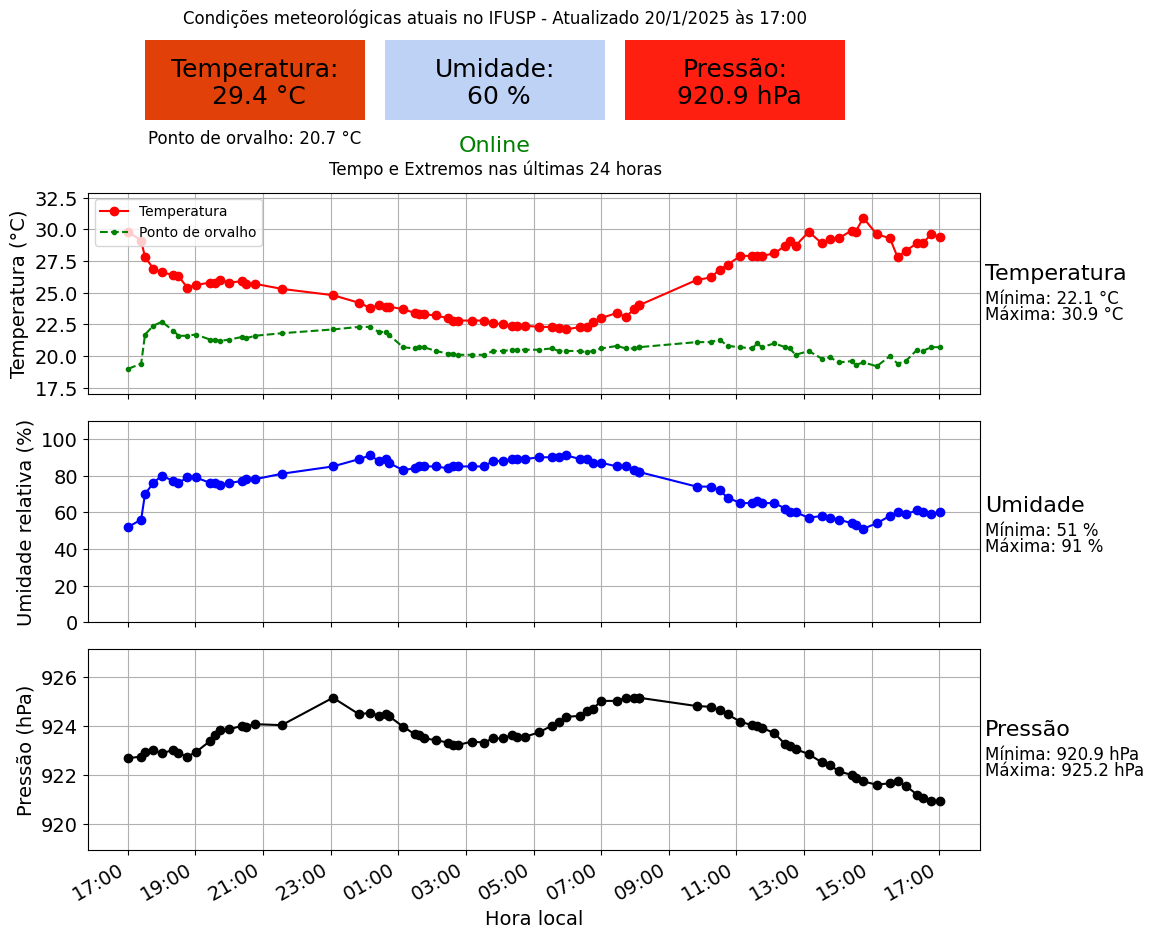 Condições meteorológicas atuais no IFUSP - Atualizado 20/1/2025 às 17:00
Temperatura:
29.4 °C
Umidade:
60 %
Pressão:
920.9 hPa
Ponto de orvalho: 20.7 °C
Online
Tempo e Extremos nas últimas 24 horas
Temperatura (°C)
32.5
30.0
27.5
25.0
22.5
20.0
17.5
Temperatura
Ponto de orvalho
Temperatura
Mínima: 22.1 °C
Máxima: 30.9 °C
Umidade relativa (%)
100
80
60
40
20
0
Umidade
Mínima: 51 %
Máxima: 91 %
Pressão (hPa)
926
924
922
920
Pressão
Mínima: 920.9 hPa
Máxima: 925.2 hPa
17:00 19:00 21:00 23:00 01:00 03:00 05:00 07:00 09:00 11:00 13:00 15:00 17:00
Hora local